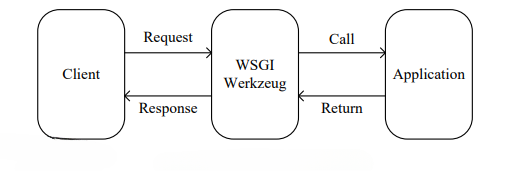 Request
Call
Client
WSGI
Werkzeug
Application
Response
Return